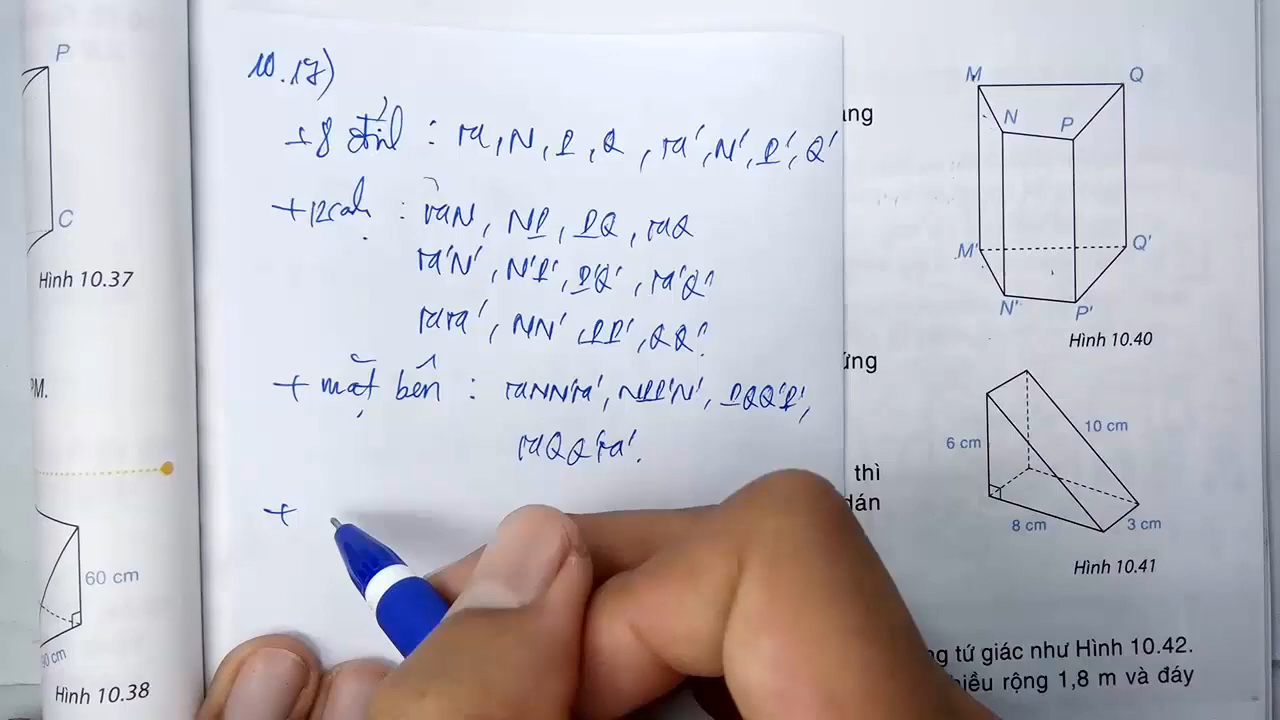 10.17)
+ 8 đỉnh : M, N, P, Q, M', N', P', Q'
+ 12 cạnh : MN, NP, PQ, MQ
M'N', N'P', P'Q', M'Q'
MM', NN', PP', QQ'.
+ mặt bên : MNN'M', NPP'N', PQQ'P',
MQQ'M'.
+
P
C
Hình 10.37
PM.
60 cm
90 cm
Hình 10.38
M
Q
N
P
M'
Q'
N'
P'
Hình 10.40
ứng
6 cm
10 cm
8 cm
3 cm
thì
dán
Hình 10.41
g tứ giác như Hình 10.42.
hiều rộng 1,8 m và đáy